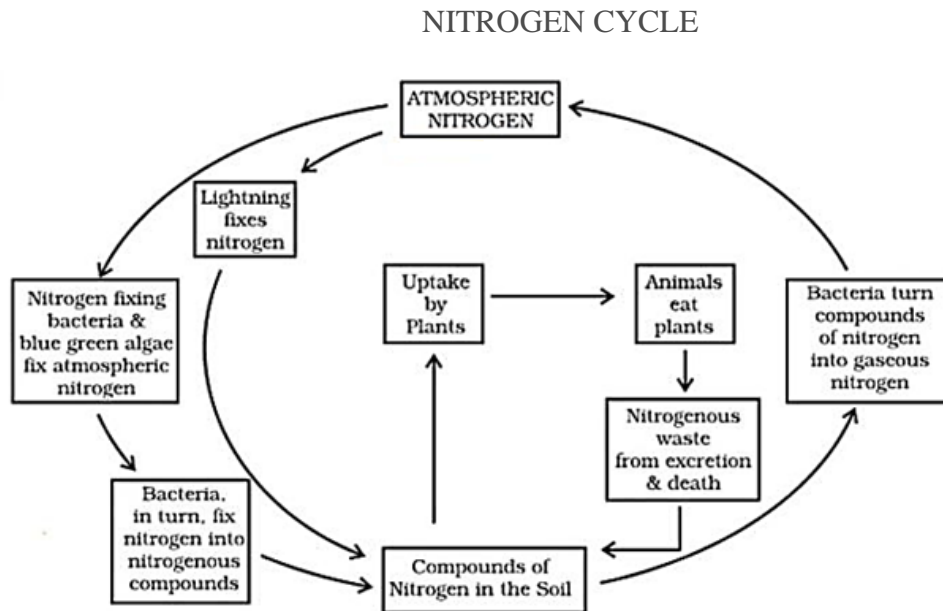 NITROGEN CYCLE
ATMOSPHERIC
NITROGEN
Lightning
fixes
nitrogen
Nitrogen fixing
bacteria &
blue green algae
fix atmospheric
nitrogen
Bacteria,
in turn, fix
nitrogen into
nitrogenous
compounds
Uptake
by
Plants
Animals
eat
plants
Nitrogenous
waste
from excretion
& death
Compounds of
Nitrogen in the Soil
Bacteria turn
compounds
of nitrogen
into gaseous
nitrogen